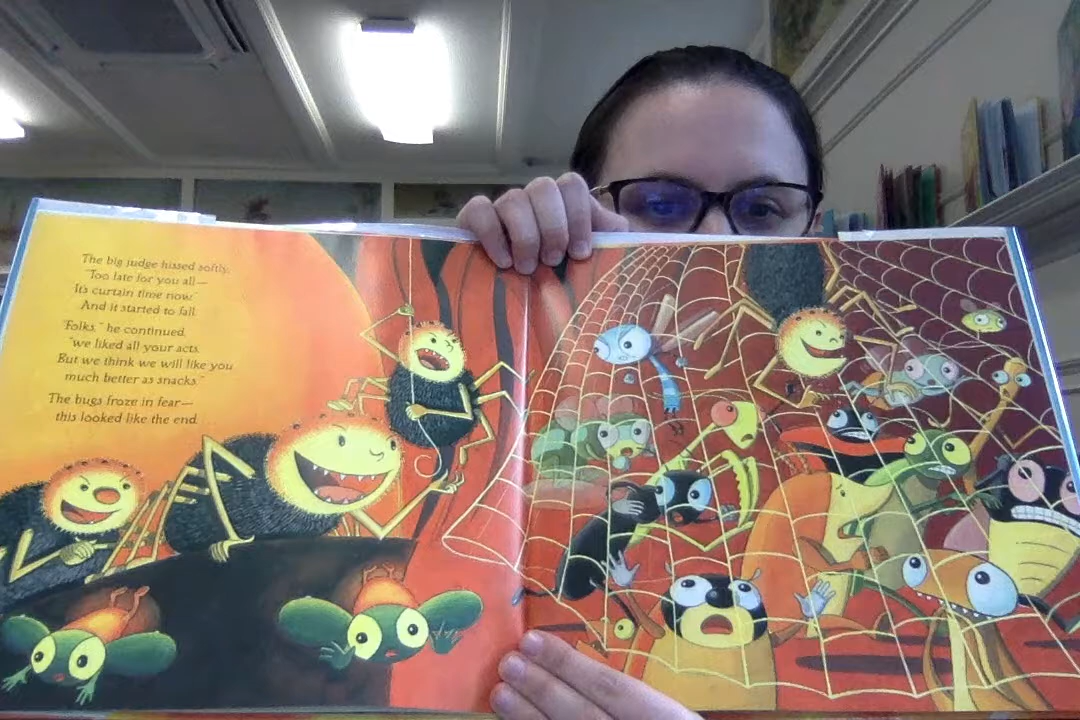 The big judge hissed softly,
"Too late for you all—
It's curtain time now."
And it started to fall.
"Folks," he continued,
"we liked all your acts.
But we think we will like you
much better as snacks."
The bugs froze in fear—
this looked like the end.